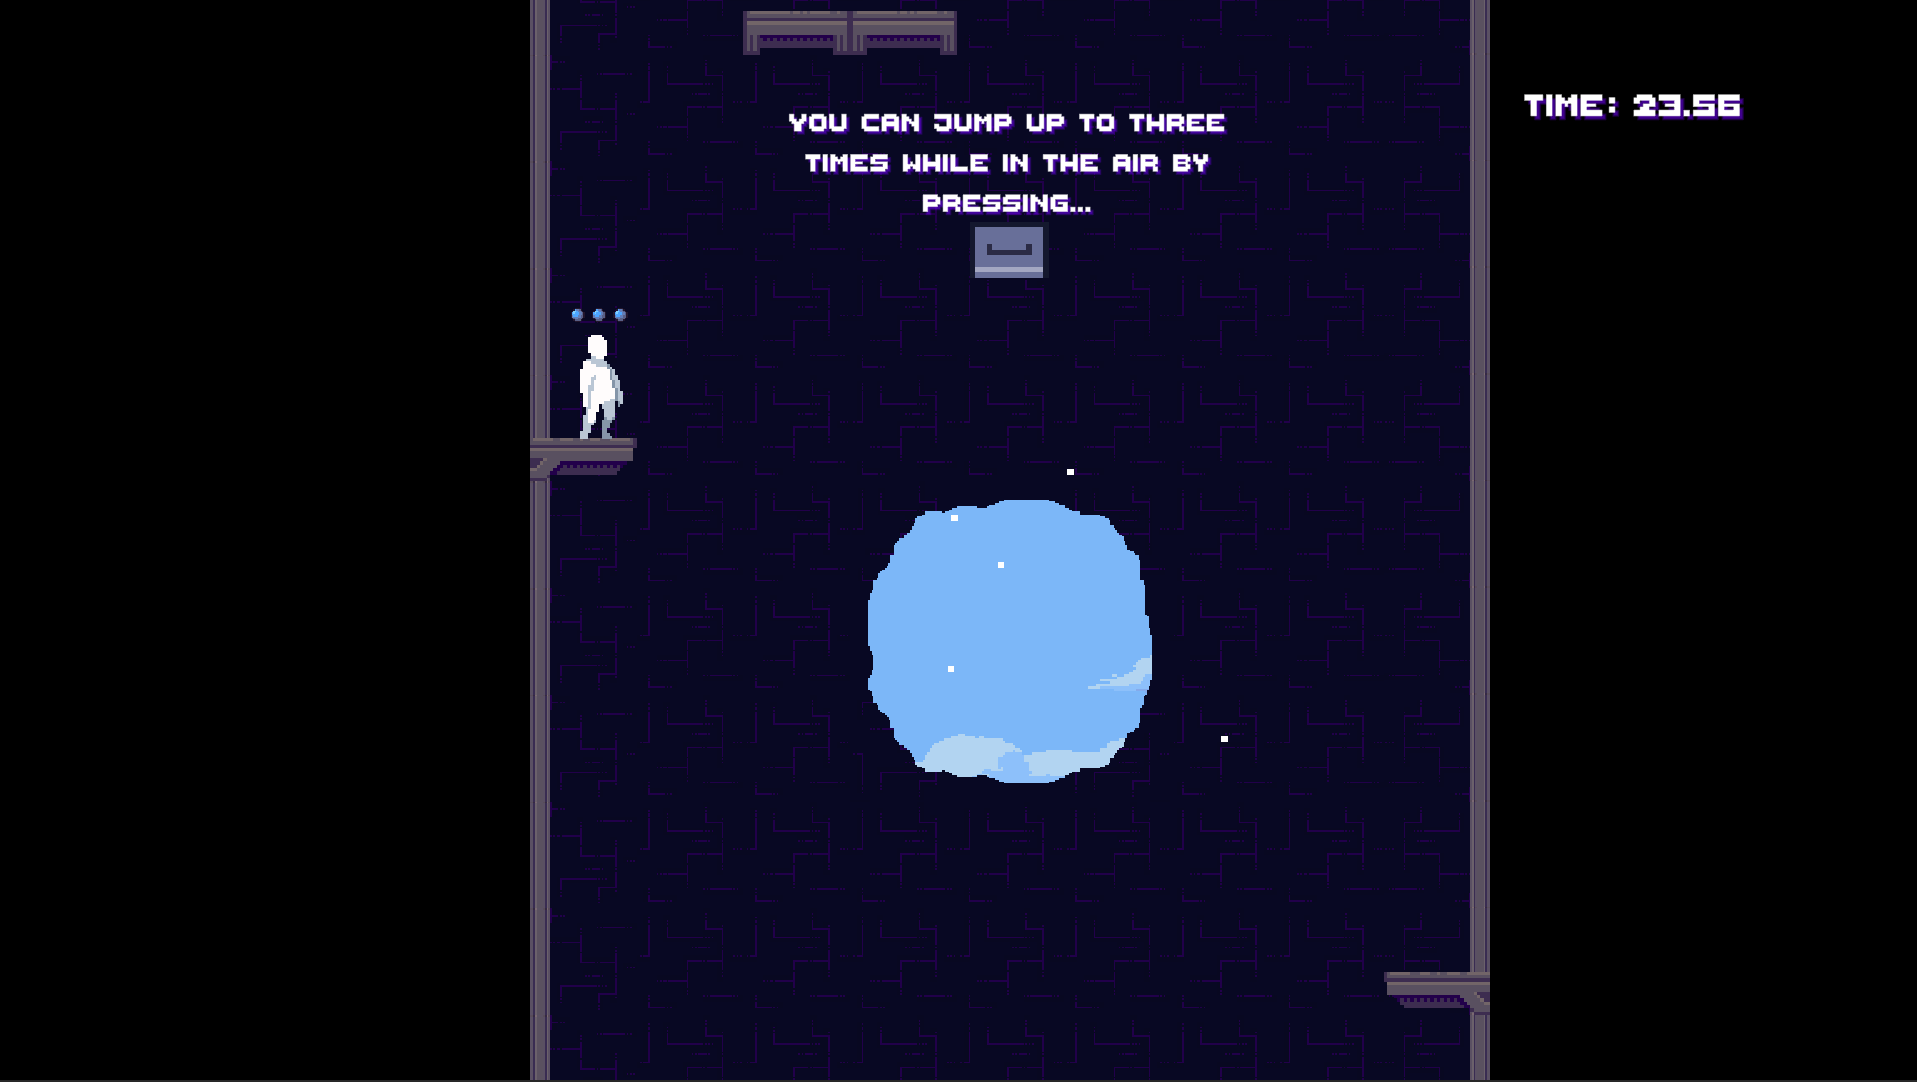 YOU CAN JUMP UP TO THREE
TIMES WHILE IN THE AIR BY
PRESSING...
TIME: 23.56